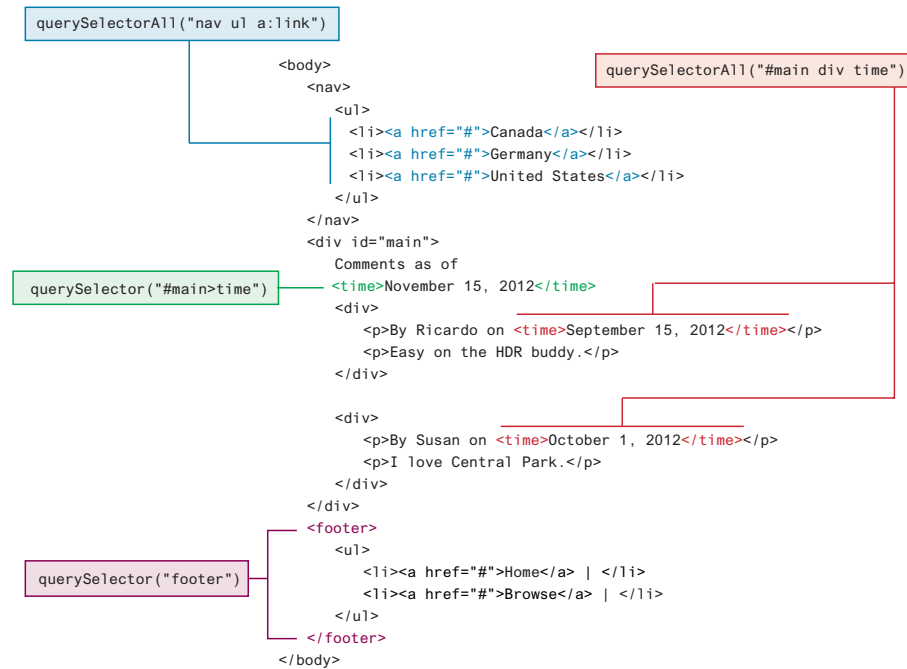 querySelectorAll("nav ul a:link")
querySelectorAll("#main div time")
<body>
<nav>
<ul>
<li><a href="#">Canada</a></li>
<li><a href="#">Germany</a></li>
<li><a href="#">United States</a></li>
</ul>
</nav>
<div id="main">
Comments as of
querySelector("#main>time")
<time>November 15, 2012</time>
<div>
<p>By Ricardo on <time>September 15, 2012</time></p>
<p>Easy on the HDR buddy.</p>
</div>
<div>
<p>By Susan on <time>October 1, 2012</time></p>
<p>I love Central Park.</p>
</div>
</div>
<footer>
<ul>
querySelector("footer")
<li><a href="#">Home</a> | </li>
<li><a href="#">Browse</a> | </li>
</ul>
</footer>
</body>